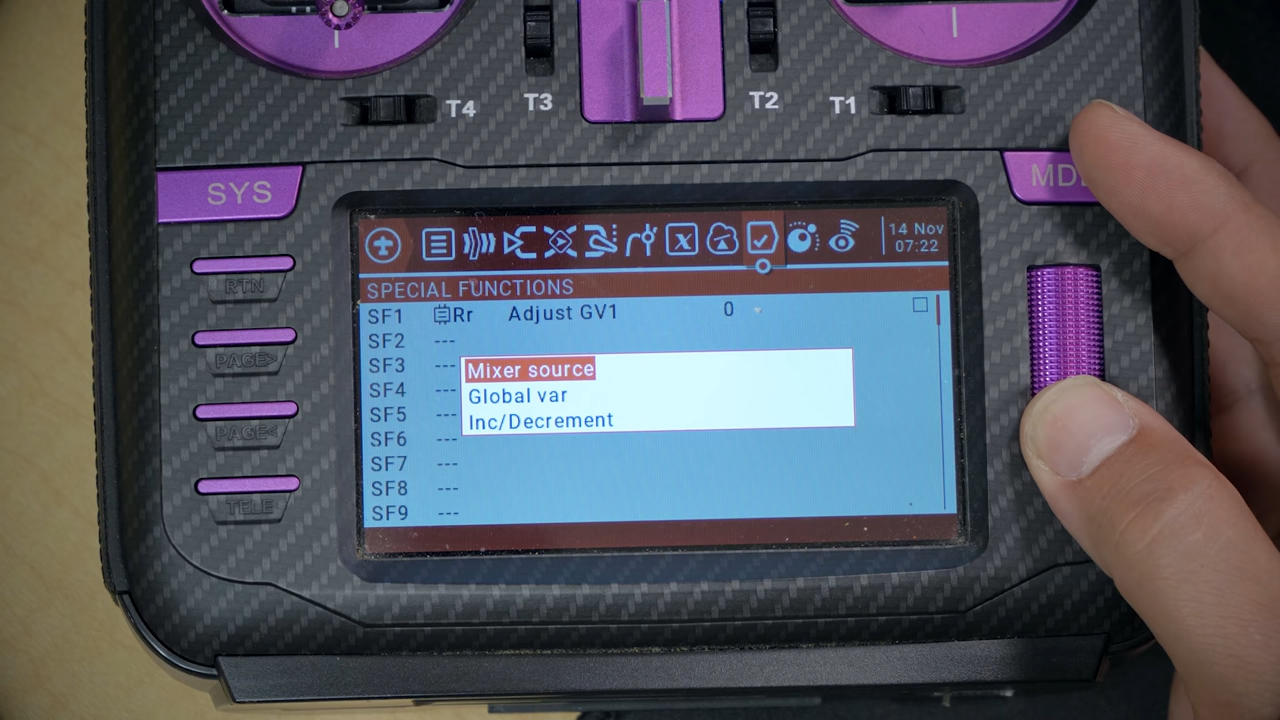 T4 T3 T2 T1
SYS
RTN
PAGE>
PAGE<
TELE
14 Nov
07:22
SPECIAL FUNCTIONS
SF1 Rr Adjust GV1 0
SF2 ---
SF3 ---
SF4 ---
SF5 ---
SF6 ---
SF7 ---
SF8 ---
SF9 ---
Mixer source
Global var
Inc/Decrement